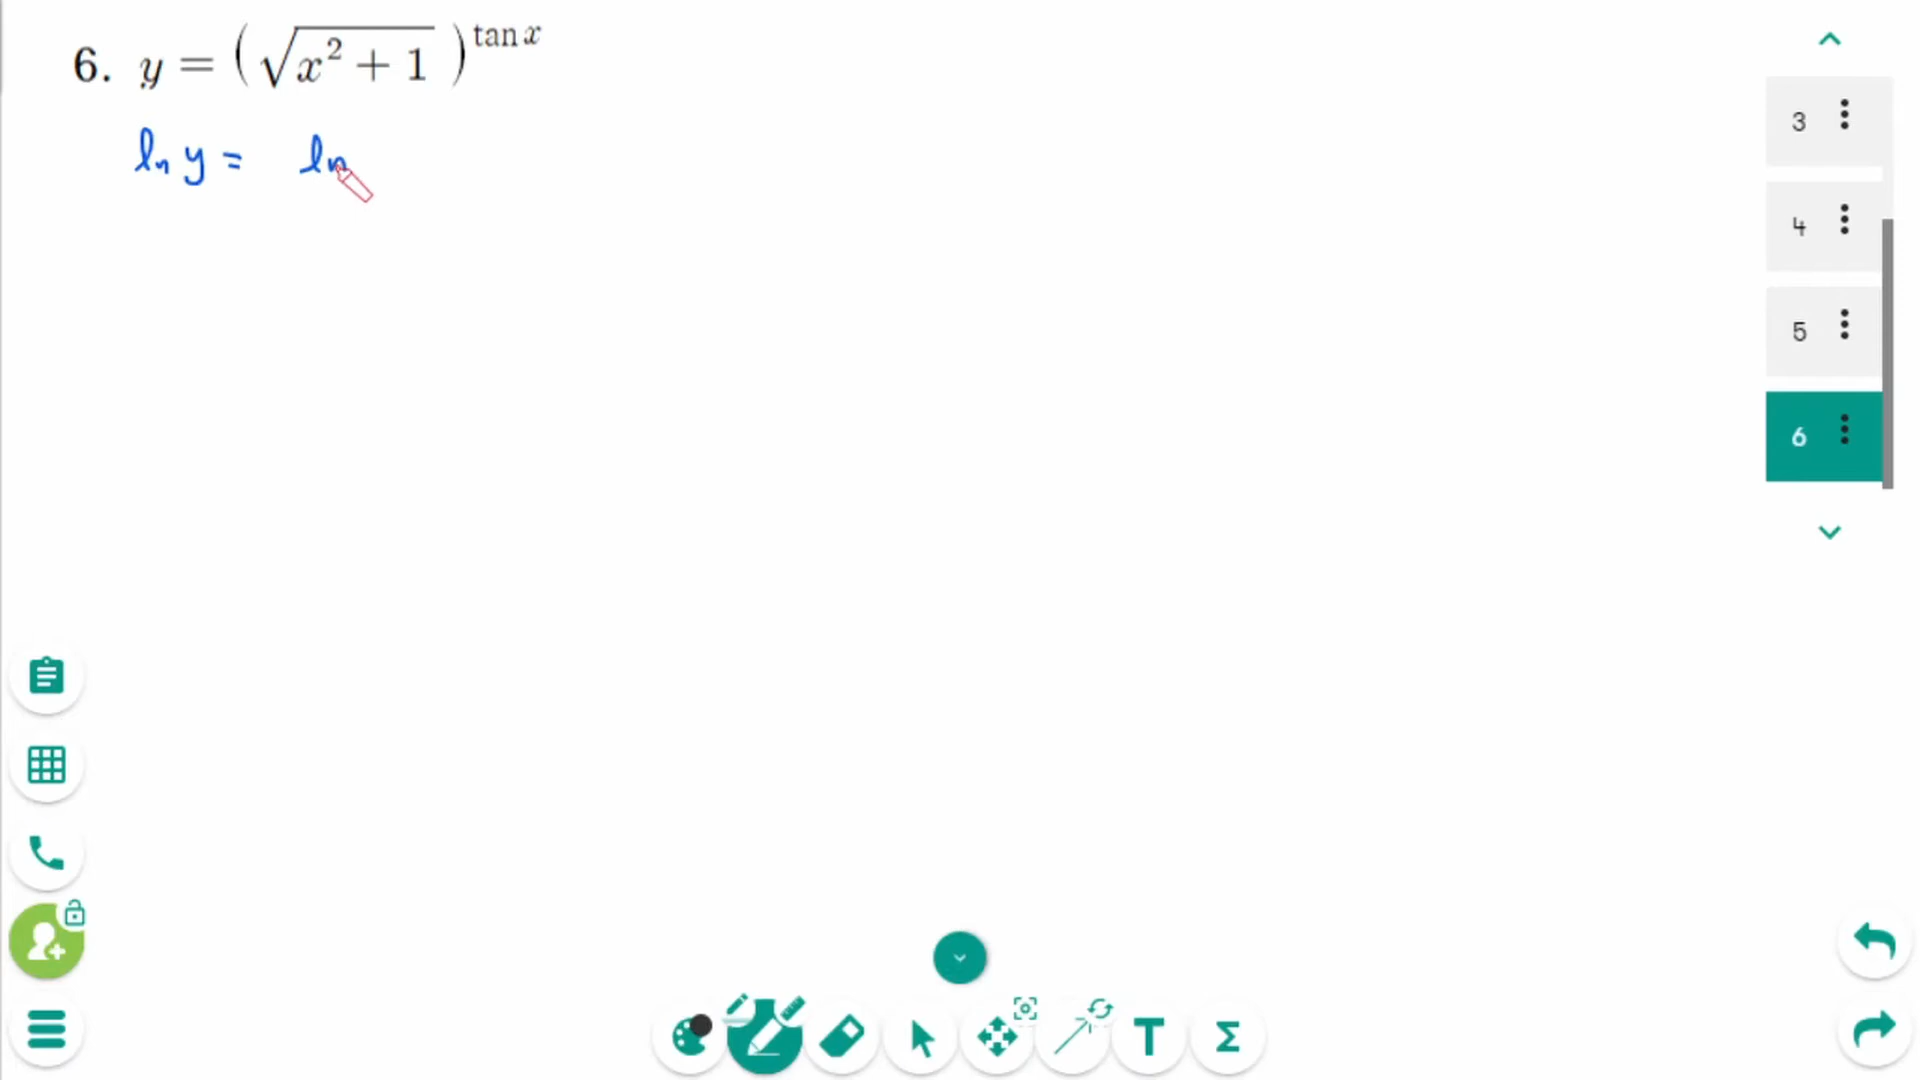 6. y = (√(x² + 1))^(tan x)
ln y = ln
3
4
5
6
T
Σ